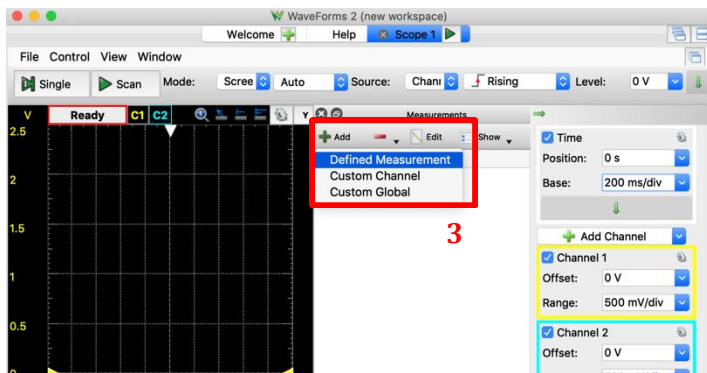 WaveForms 2 (new workspace)
Welcome Help Scope 1
File Control View Window
Single Scan Mode: Scree Auto Source: Chanı Rising Level: 0 V
V Ready C1 C2 Y Measurements
2.5
2
1.5
1
0.5
0
Add Edit Show
Defined Measurement
Custom Channel
Custom Global
3
Time
Position: 0 s
Base: 200 ms/div
Add Channel
Channel 1
Offset: 0 V
Range: 500 mV/div
Channel 2
Offset: 0 V